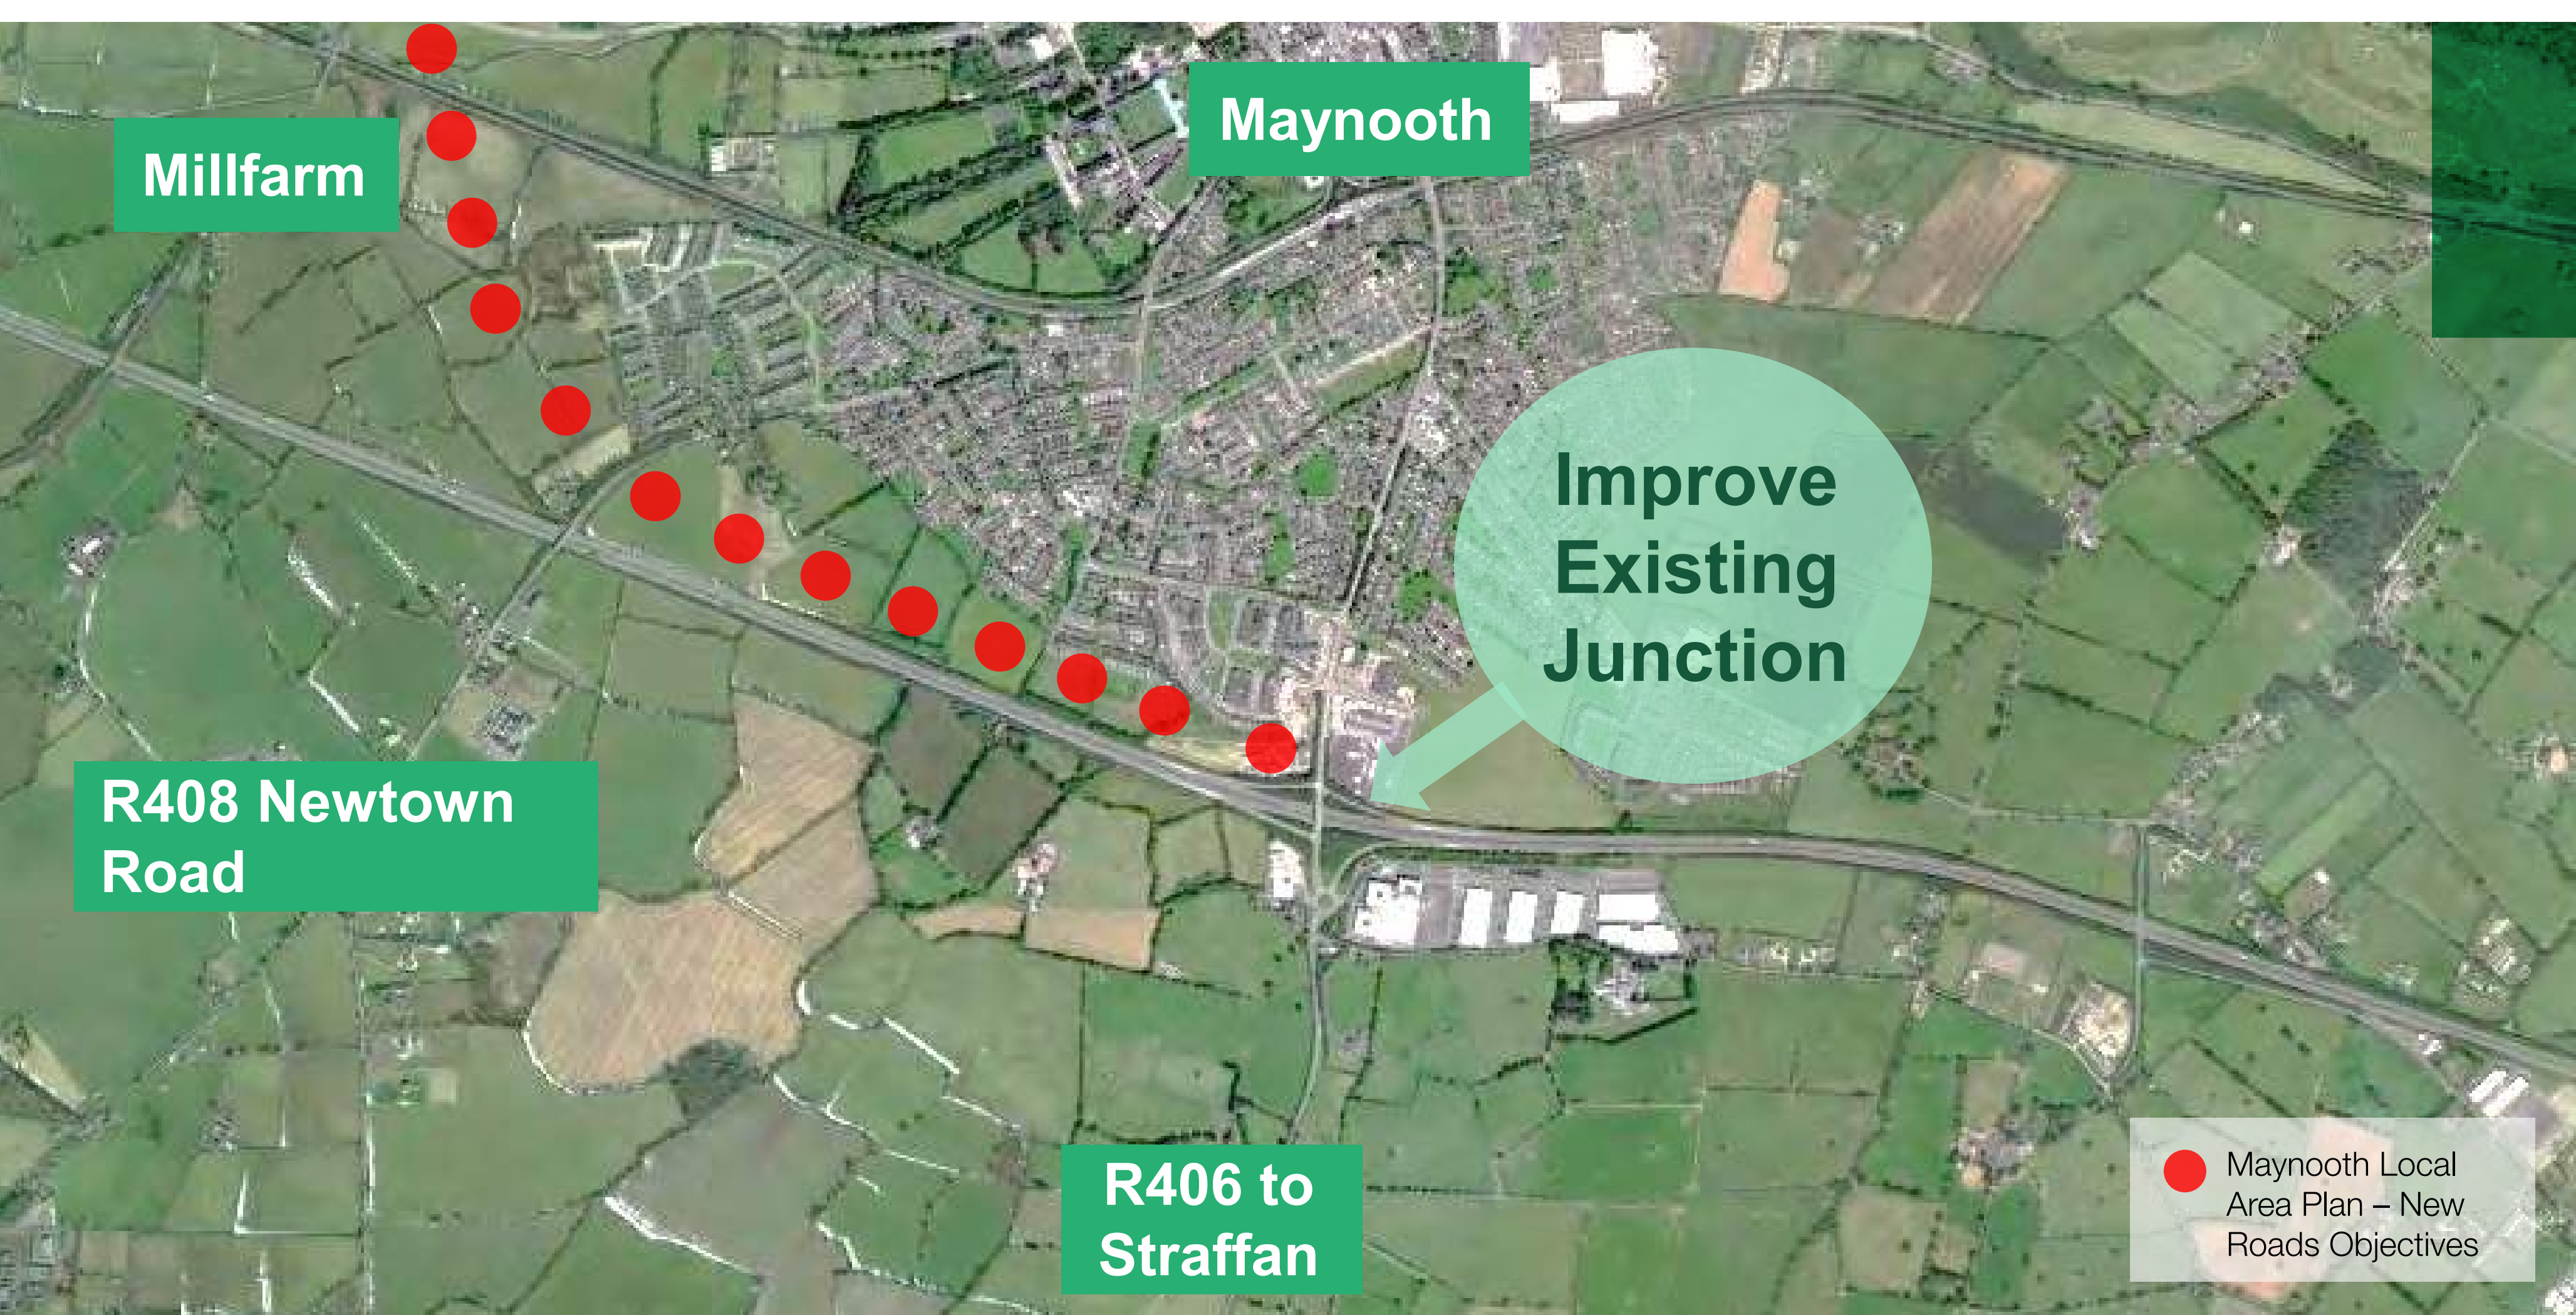 Millfarm
Maynooth
Improve
Existing
Junction
R408 Newtown
Road
R406 to
Straffan
Maynooth Local
Area Plan – New
Roads Objectives